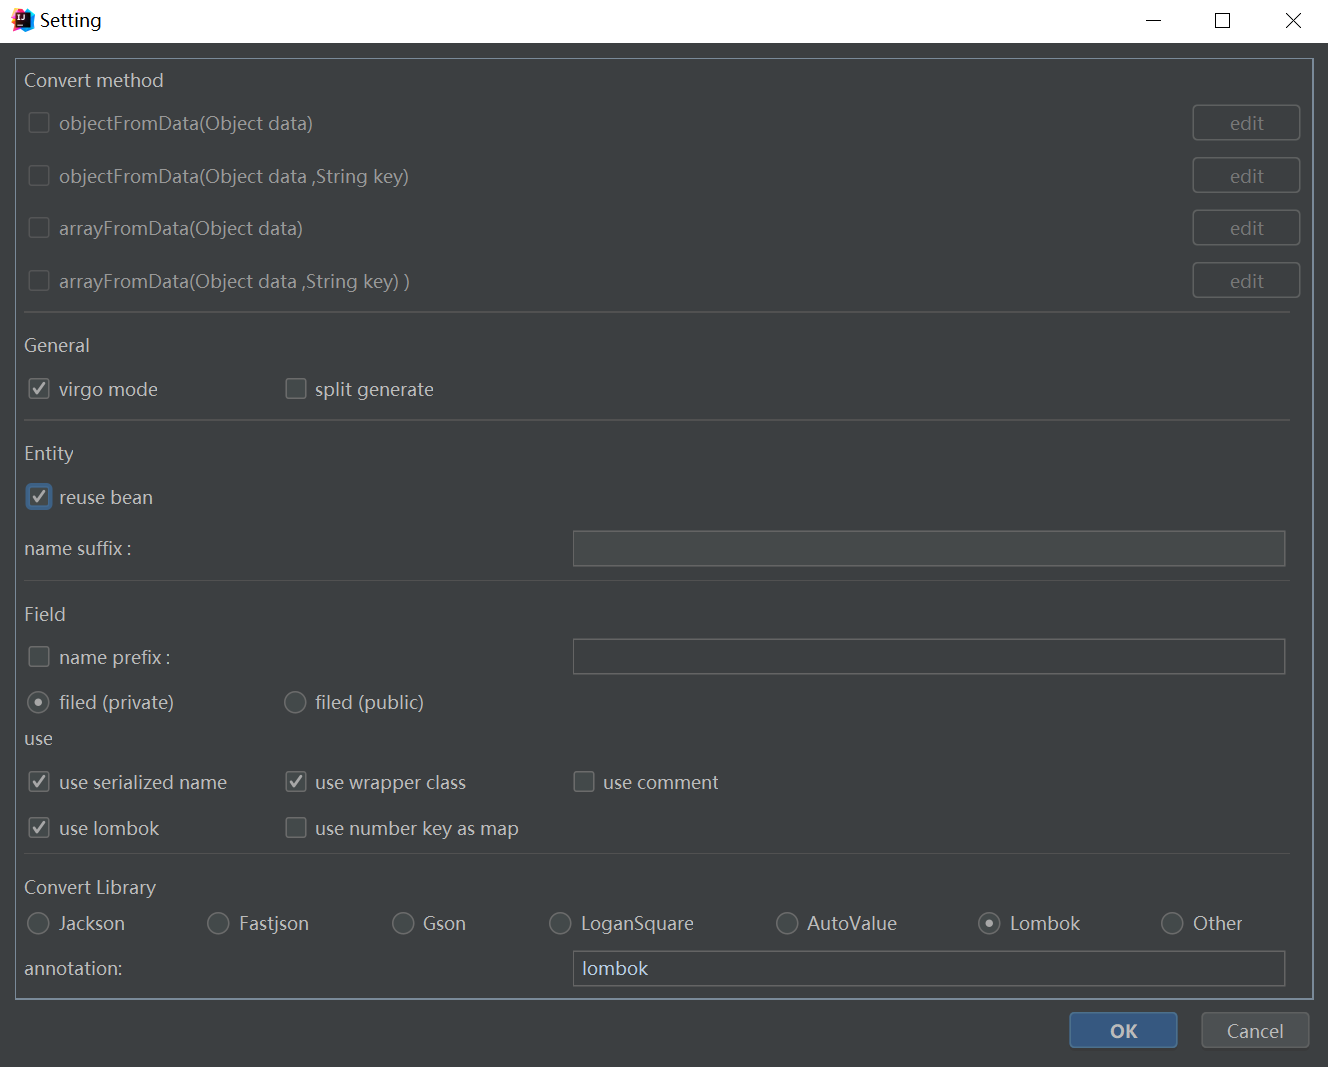 Setting
Convert method
objectFromData(Object data) edit
objectFromData(Object data ,String key) edit
arrayFromData(Object data) edit
arrayFromData(Object data ,String key) ) edit
General
virgo mode split generate
Entity
reuse bean
name suffix :
Field
name prefix :
filed (private) filed (public)
use
use serialized name use wrapper class use comment
use lombok use number key as map
Convert Library
Jackson Fastjson Gson LoganSquare AutoValue Lombok Other
annotation: lombok
OK Cancel